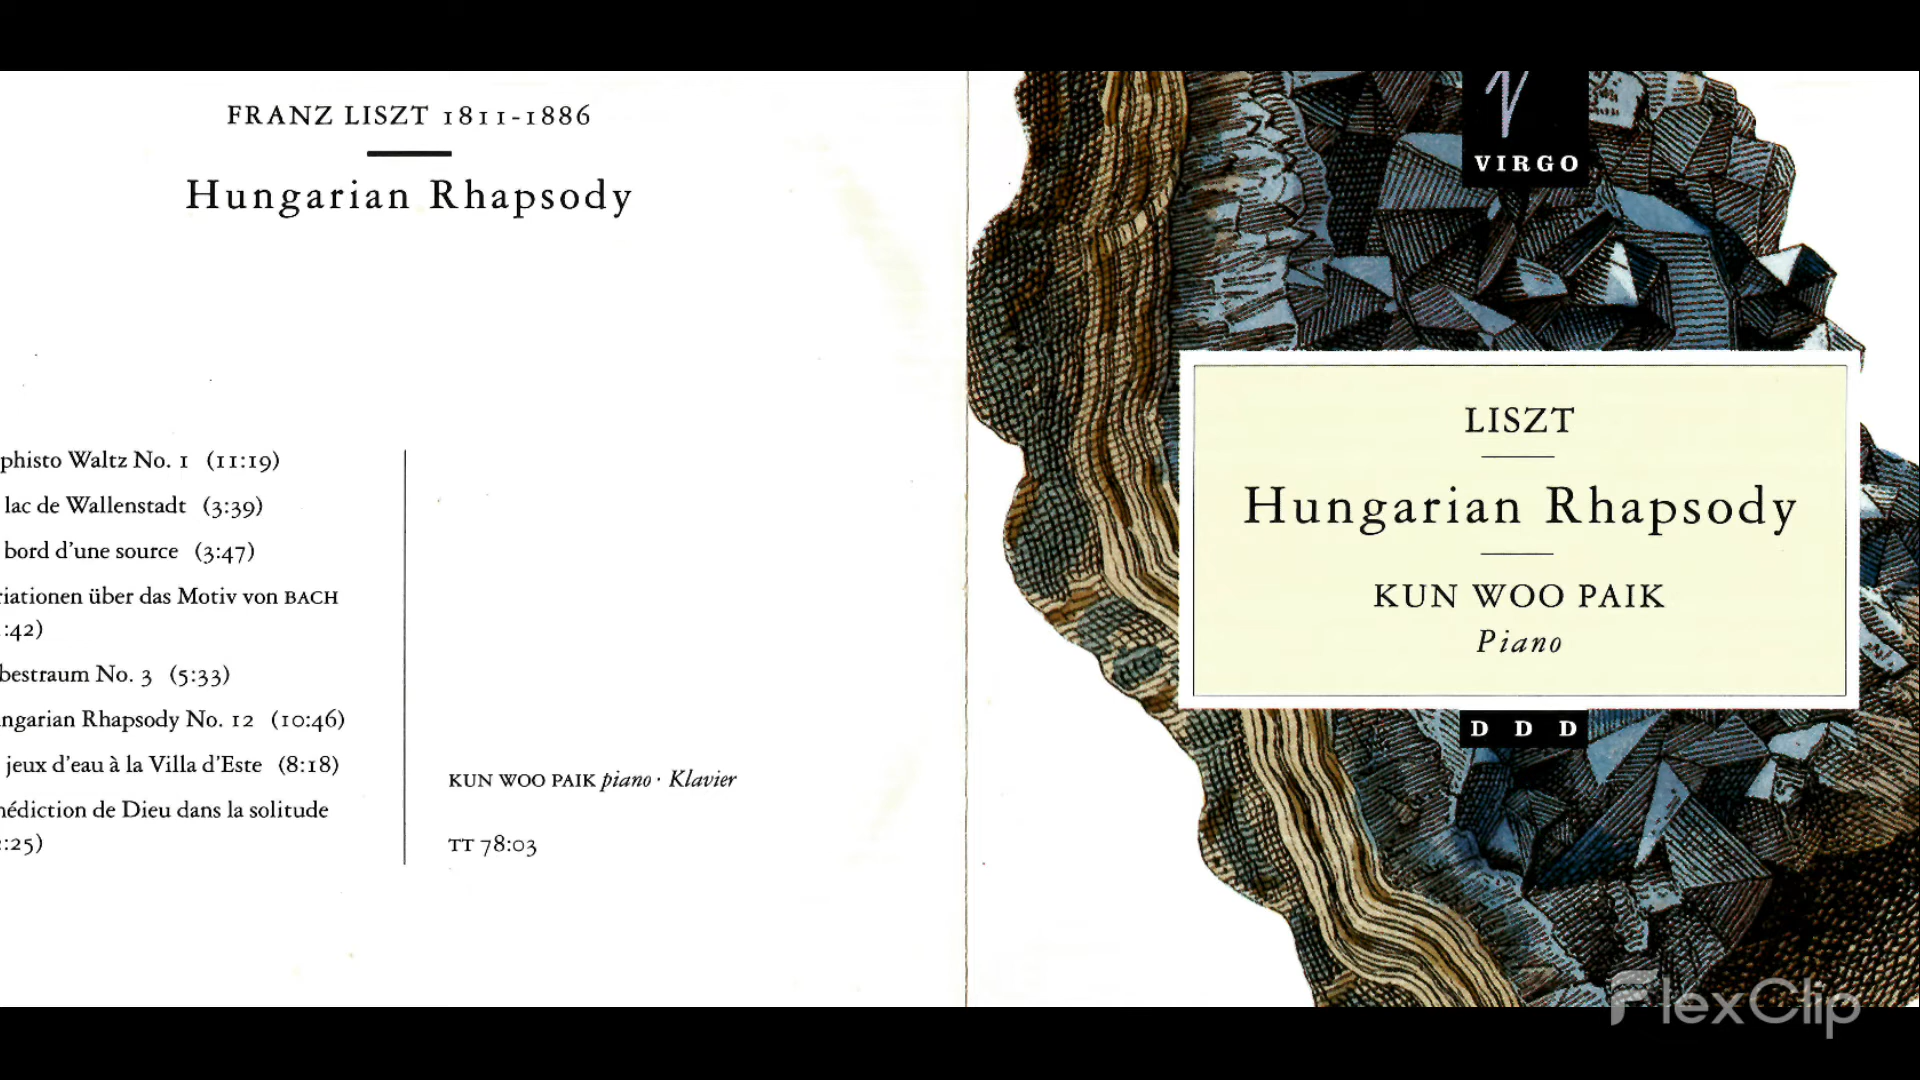 FRANZ LISZT 1811-1886
Hungarian Rhapsody
phisto Waltz No. 1 (11:19)
lac de Wallenstadt (3:39)
bord d'une source (3:47)
riationen über das Motiv von BACH
:42)
bestraum No. 3 (5:33)
ngarian Rhapsody No. 12 (10:46)
jeux d'eau à la Villa d'Este (8:18)
nédiction de Dieu dans la solitude
:25)
KUN WOO PAIK piano · Klavier
TT 78:03
V
VIRGO
LISZT
Hungarian Rhapsody
KUN WOO PAIK
Piano
D D D
FlexClip